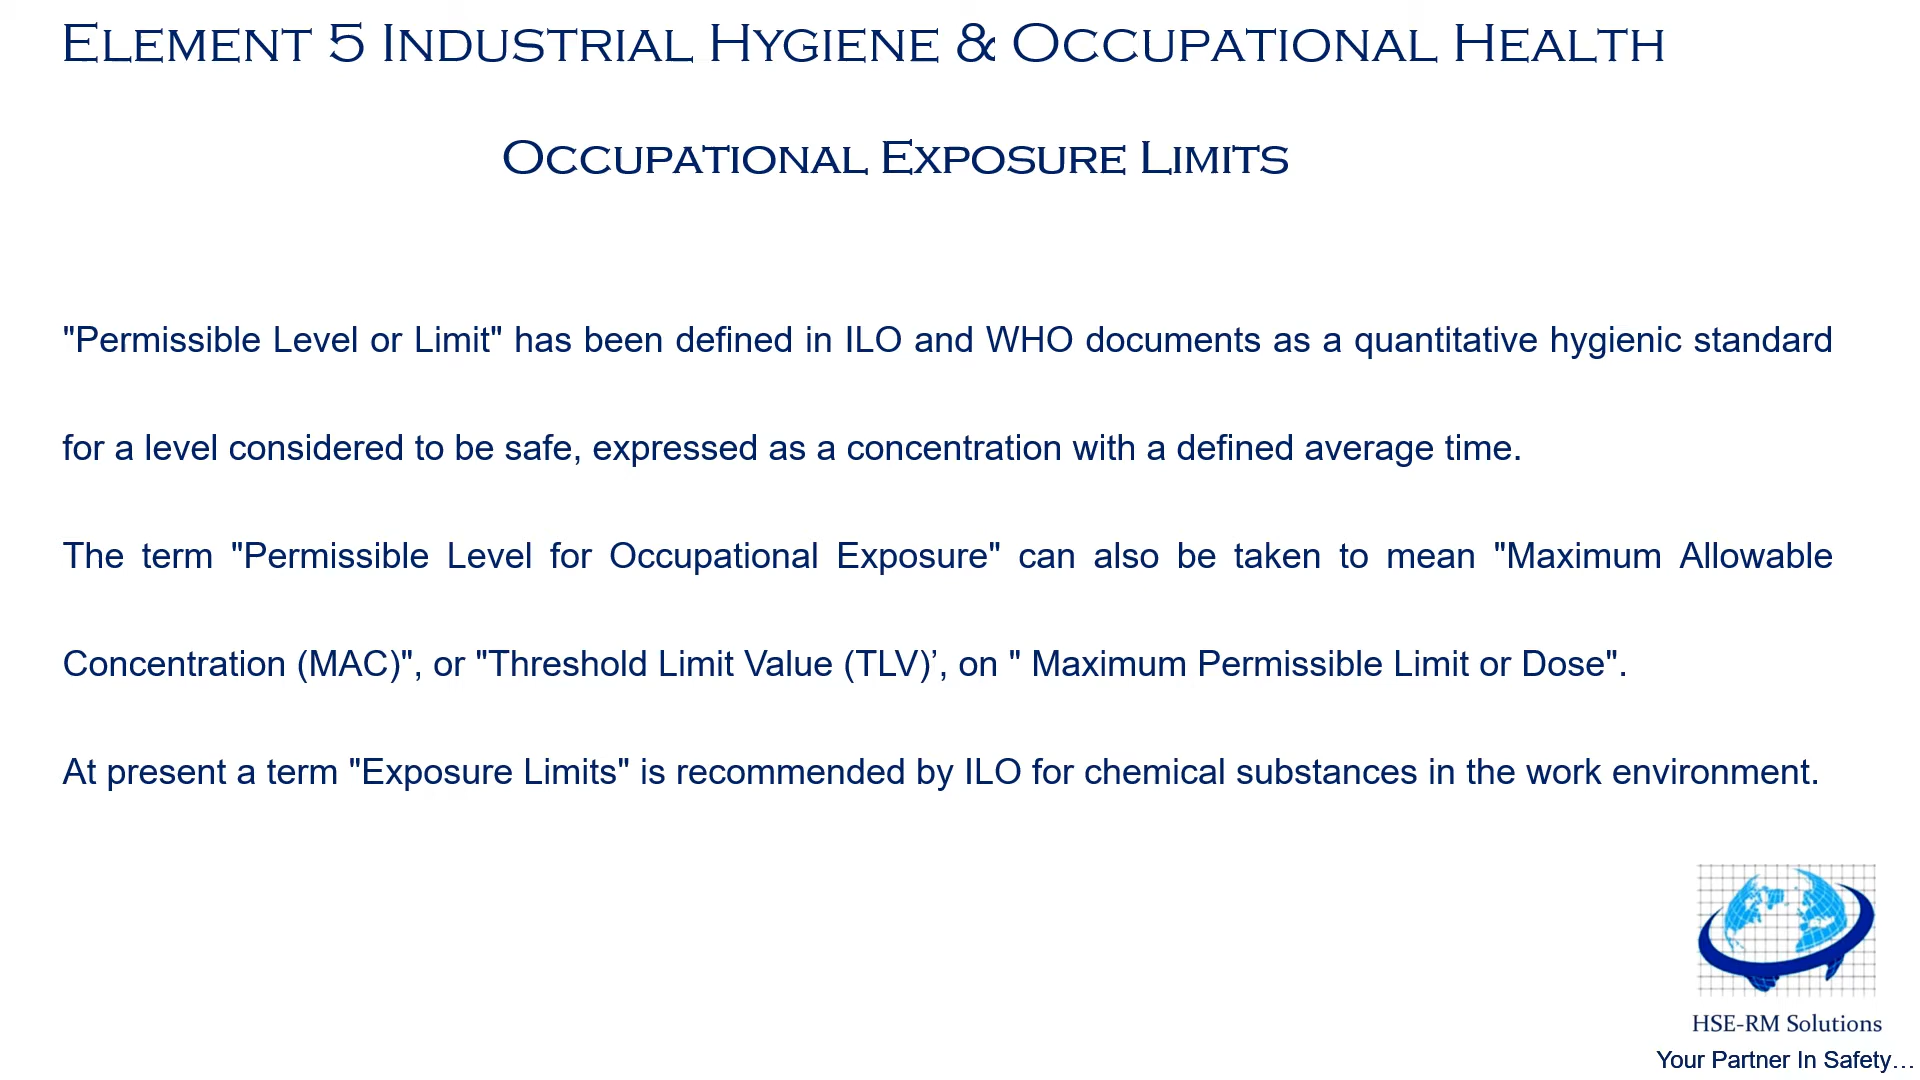 Element 5 Industrial Hygiene & Occupational Health
Occupational Exposure Limits
"Permissible Level or Limit" has been defined in ILO and WHO documents as a quantitative hygienic standard
for a level considered to be safe, expressed as a concentration with a defined average time.
The term "Permissible Level for Occupational Exposure" can also be taken to mean "Maximum Allowable
Concentration (MAC)", or "Threshold Limit Value (TLV)’, on " Maximum Permissible Limit or Dose".
At present a term "Exposure Limits" is recommended by ILO for chemical substances in the work environment.
HSE-RM Solutions
Your Partner In Safety…